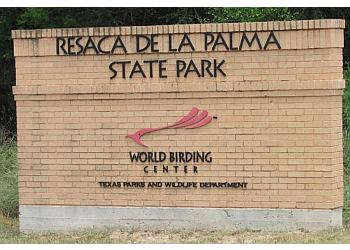 RESACA DE LA PALMA
STATE PARK
WORLD BIRDING
CENTER
TEXAS PARKS AND WILDLIFE DEPARTMENT